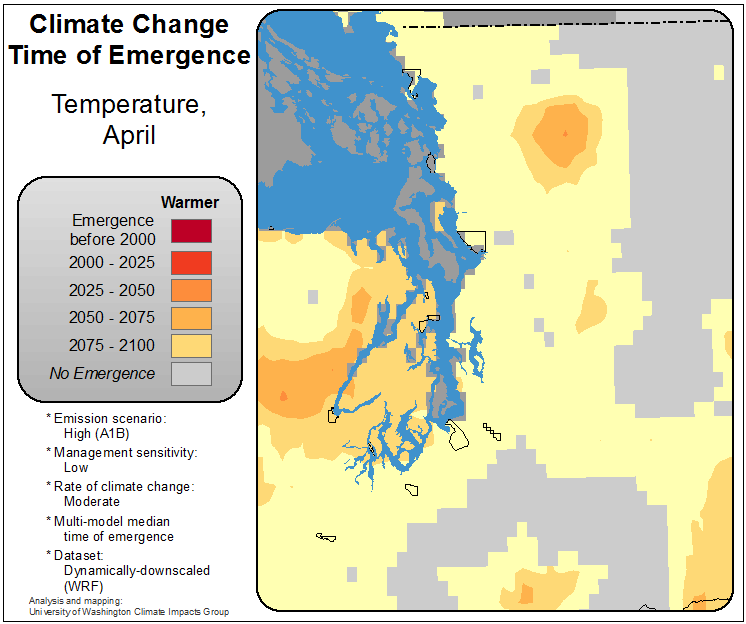 Climate Change
Time of Emergence
Temperature,
April
Warmer
Emergence
before 2000
2000 - 2025
2025 - 2050
2050 - 2075
2075 - 2100
No Emergence
* Emission scenario:
High (A1B)
* Management sensitivity:
Low
* Rate of climate change:
Moderate
* Multi-model median
time of emergence
* Dataset:
Dynamically-downscaled
(WRF)
Analysis and mapping:
University of Washington Climate Impacts Group